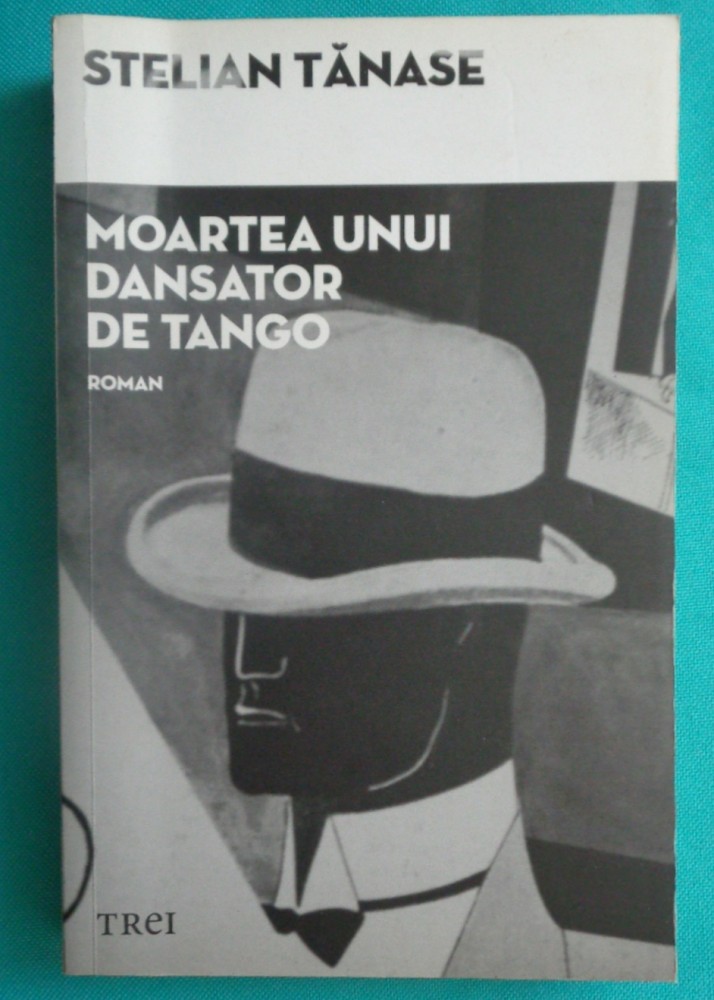 STELIAN TĂNASE
MOARTEA UNUI
DANSATOR
DE TANGO
ROMAN
TREI